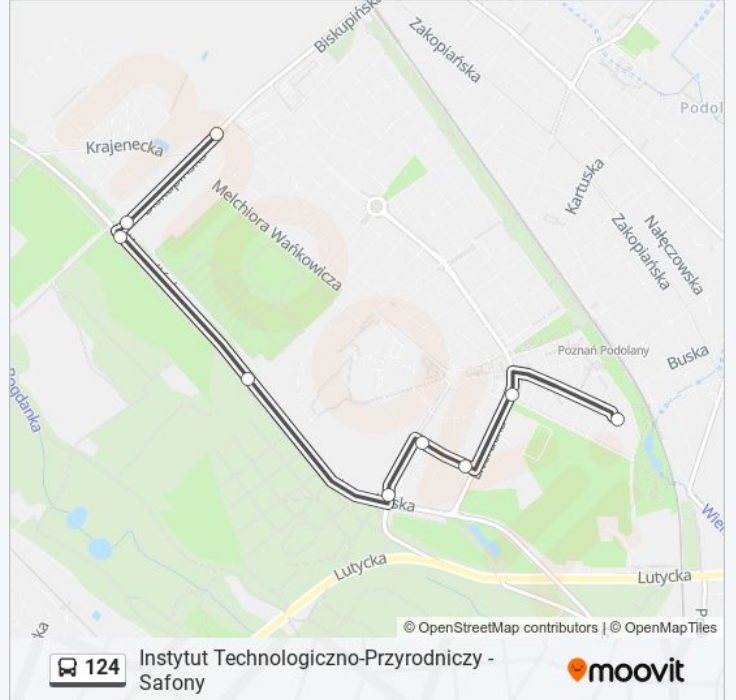 Biskupińska
Zakopiańska
Podol
Krajenecka
Kartuska
Melchiora Wańkowicza
Nałęczowska
Zakopiańska
Poznań Podolany
Buska
Bogdanka
ska
Lutycka
Lutycka
© OpenStreetMap contributors | © OpenMapTiles
124
Instytut Technologiczno-Przyrodniczy -
Safony
moovit